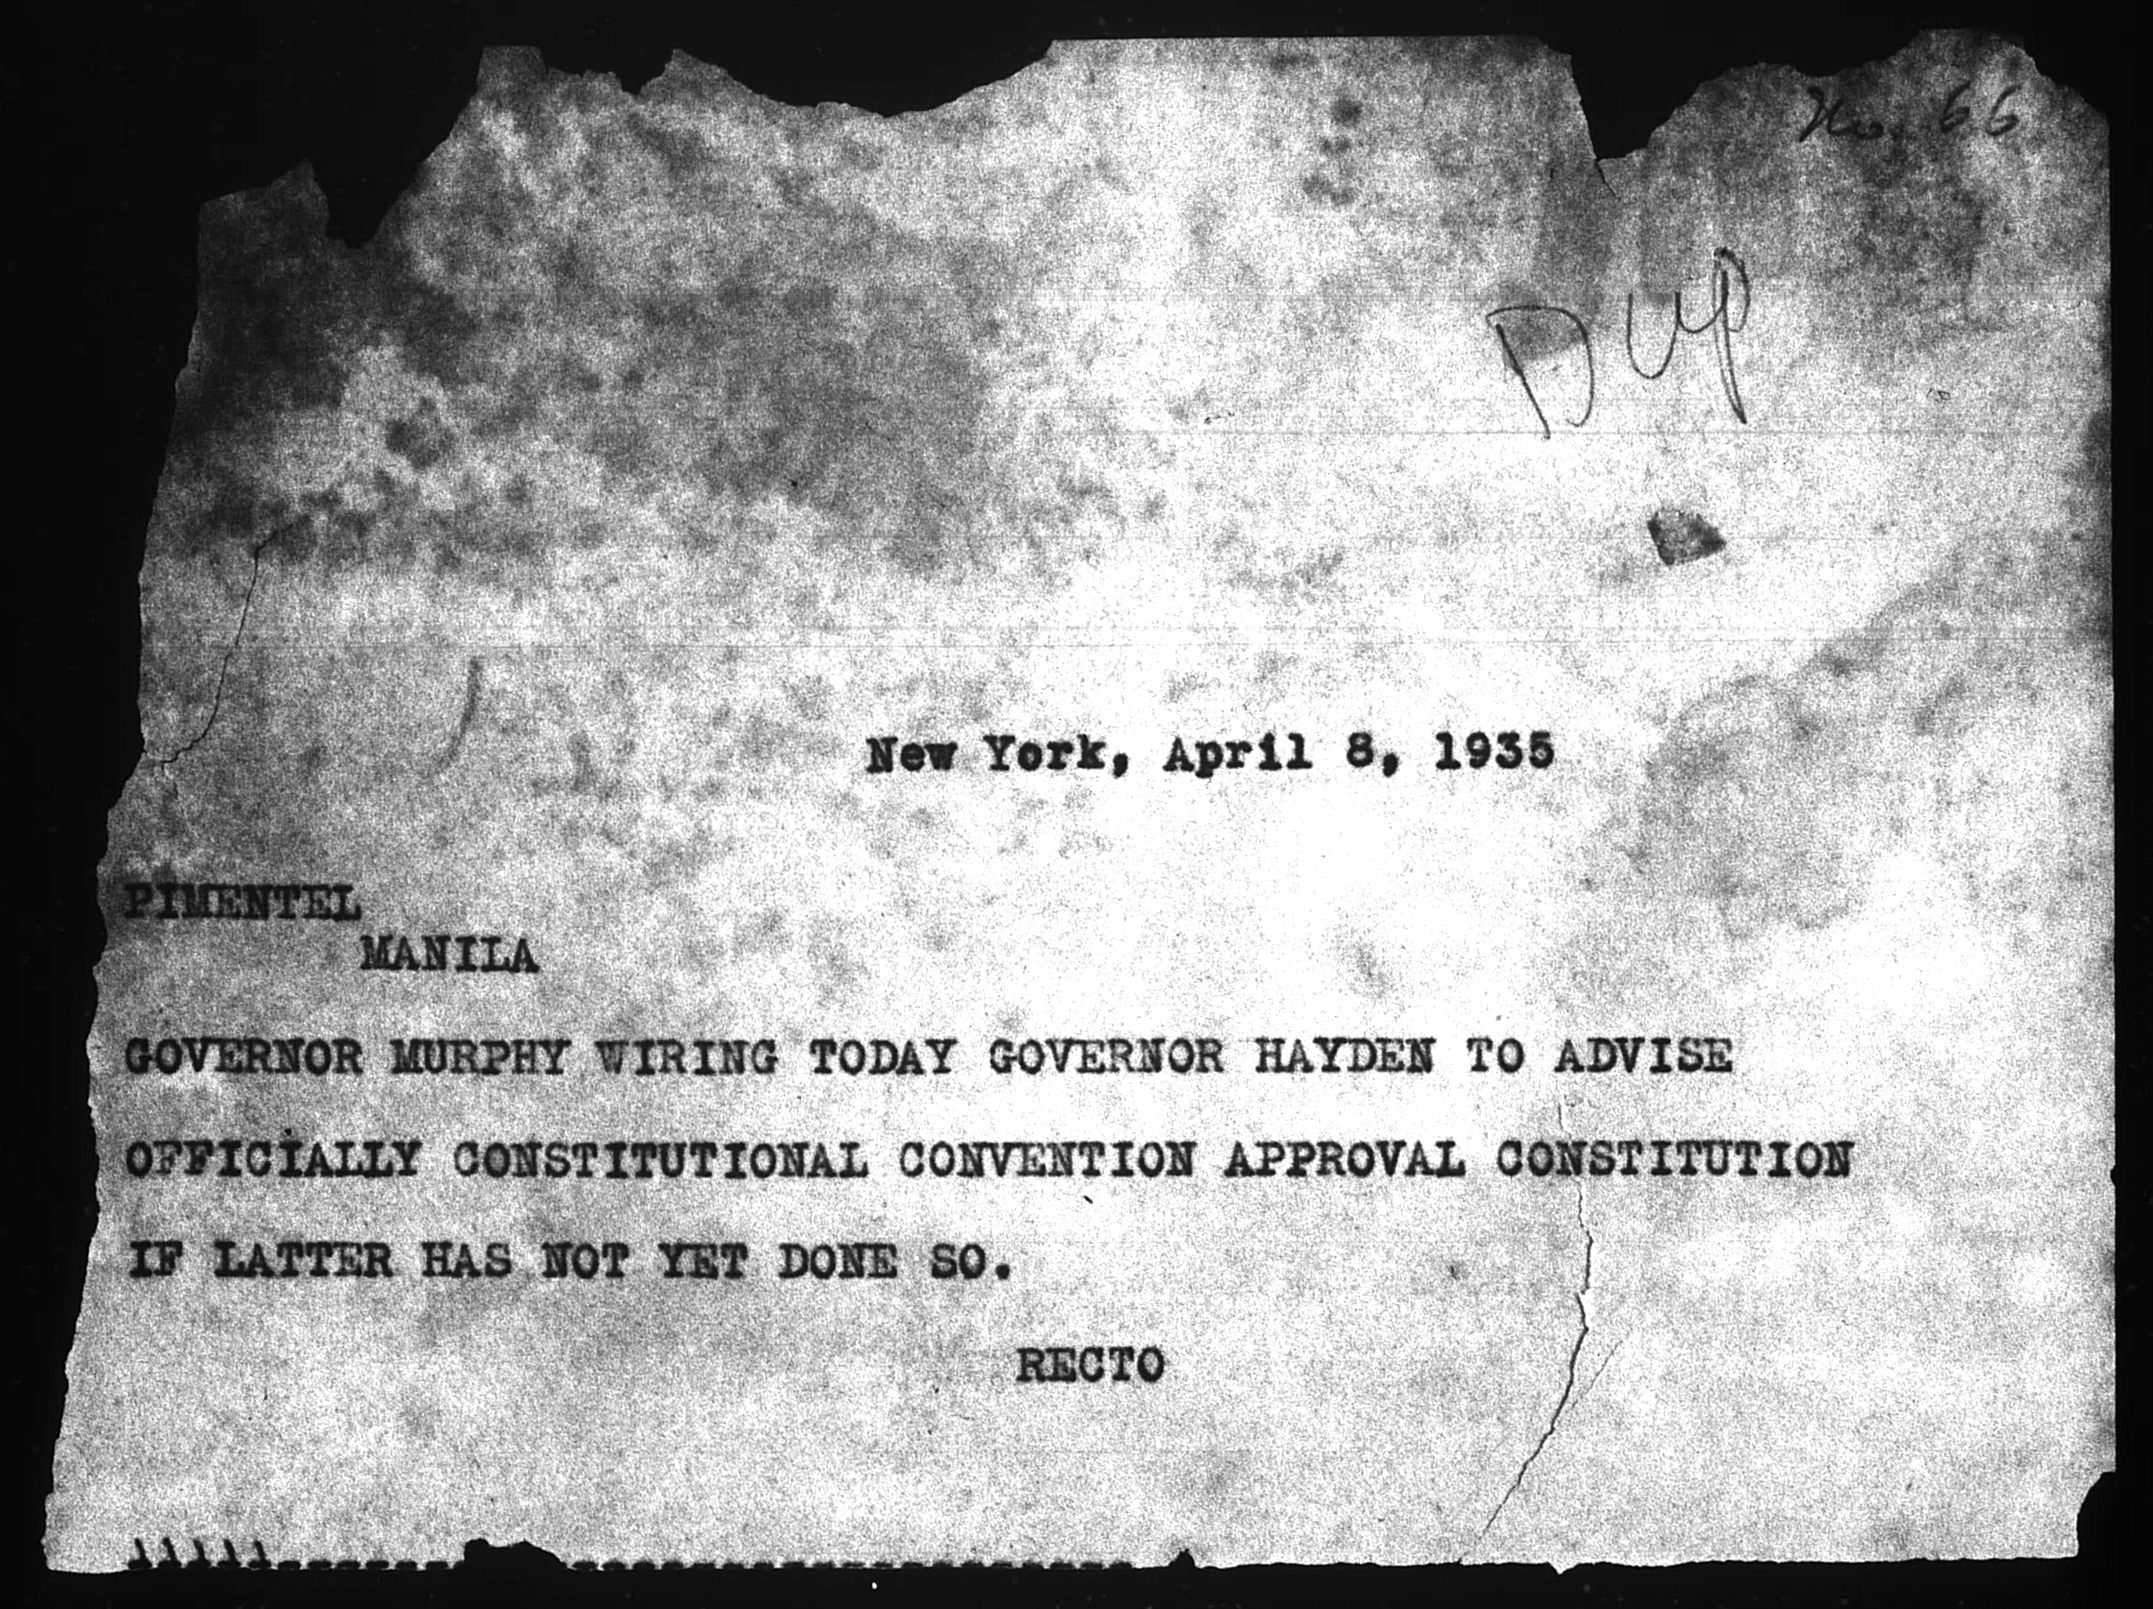 No. 66
DUP
New York, April 8, 1935
PIMENTEL
MANILA
GOVERNOR MURPHY WIRING TODAY GOVERNOR HAYDEN TO ADVISE
OFFICIALLY CONSTITUTIONAL CONVENTION APPROVAL CONSTITUTION
IF LATTER HAS NOT YET DONE SO.
RECTO